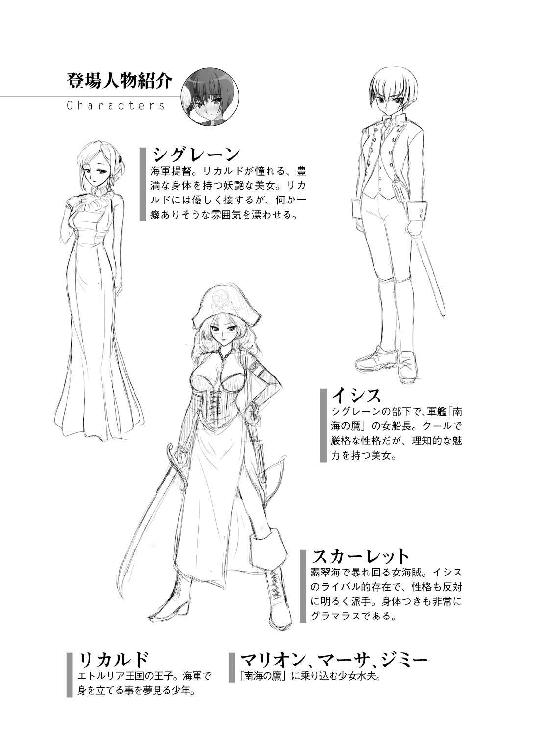 登場人物紹介
Characters
シグレーン
海軍提督。リカルドが憧れる、豊
満な身体を持つ妖艶な美女。リカ
ルドには優しく接するが、何か一
癖ありそうな雰囲気を漂わせる。
イシス
シグレーンの部下で、軍艦「南
海の鷹」の女船長。クールで
厳格な性格だが、理知的な魅
力を持つ美女。
スカーレット
翡翠海で暴れ回る女海賊。イシス
のライバル的存在で、性格も反対
に明るく派手。身体つきも非常に
グラマラスである。
リカルド
エトルリア王国の王子。海軍で
身を立てる事を夢見る少年。
マリオン、マーサ、ジミー
「南海の鷹」に乗り込む少女水夫。